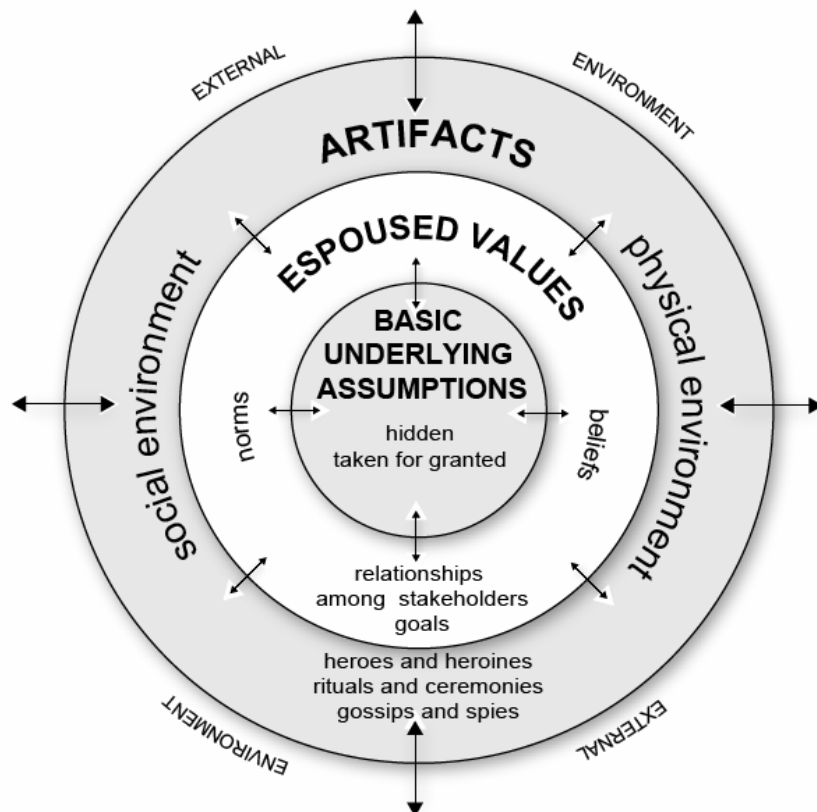 EXTERNAL
ENVIRONMENT
ARTIFACTS
ESPOUSED VALUES
social environment
physical environment
BASIC
UNDERLYING
ASSUMPTIONS
norms
beliefs
hidden
taken for granted
relationships
among stakeholders
goals
heroes and heroines
rituals and ceremonies
gossips and spies
ENVIRONMENT
EXTERNAL